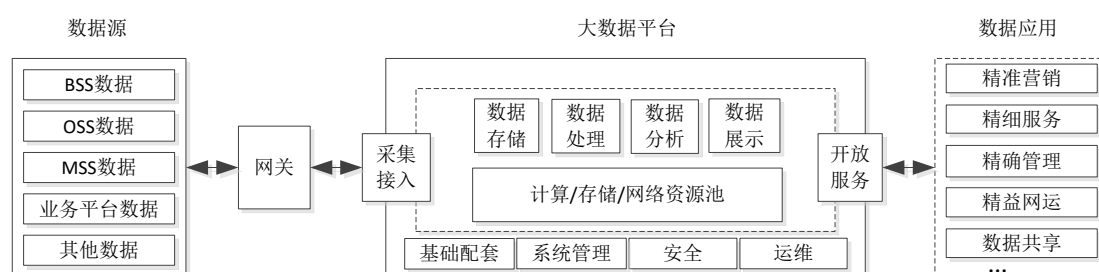 数据源
大数据平台
数据应用
BSS数据
OSS数据
MSS数据
业务平台数据
其他数据
网关
采集
接入
数据
存储
数据
处理
数据
分析
数据
展示
计算/存储/网络资源池
基础配套
系统管理
安全
运维
开放
服务
精准营销
精细服务
精确管理
精益网运
数据共享
...